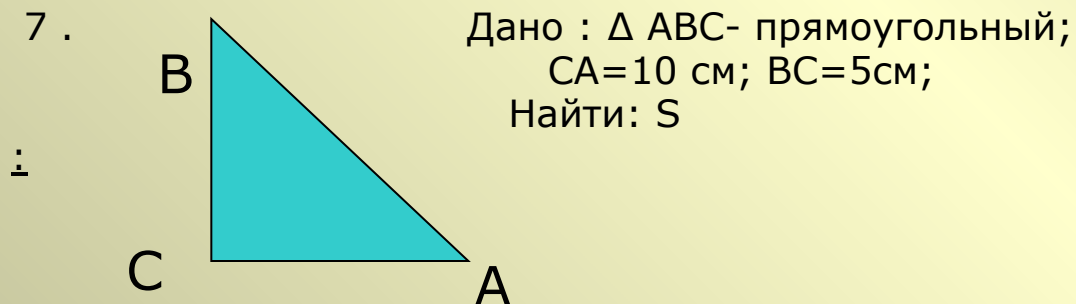 7 .
Дано : Δ АВС- прямоугольный;
СА=10 см; ВС=5см;
Найти: S
В
:
С
А